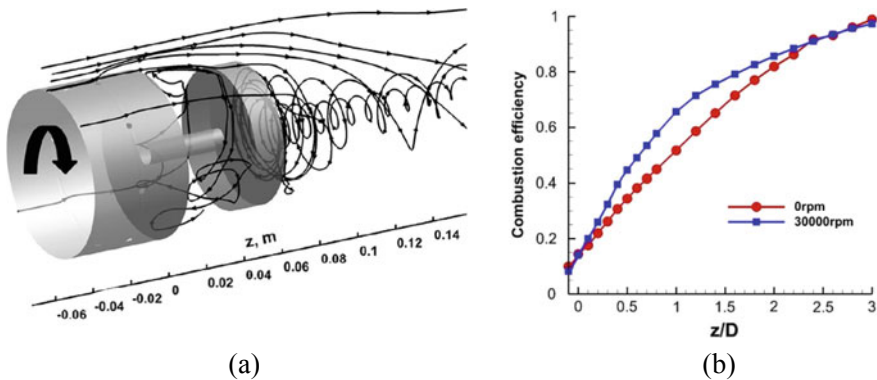 z, m
-0.06 -0.04 -0.02 0 0.02 0.04 0.06 0.08 0.1 0.12 0.14
(a)
Combustion efficiency
1
0.8
0.6
0.4
0.2
0
0rpm
30000rpm
0 0.5 1 1.5 2 2.5 3
z/D
(b)